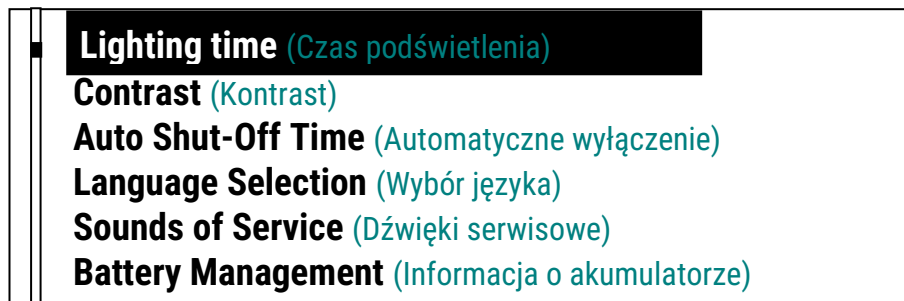 Lighting time (Czas podświetlenia)
Contrast (Kontrast)
Auto Shut-Off Time (Automatyczne wyłączenie)
Language Selection (Wybór języka)
Sounds of Service (Dźwięki serwisowe)
Battery Management (Informacja o akumulatorze)